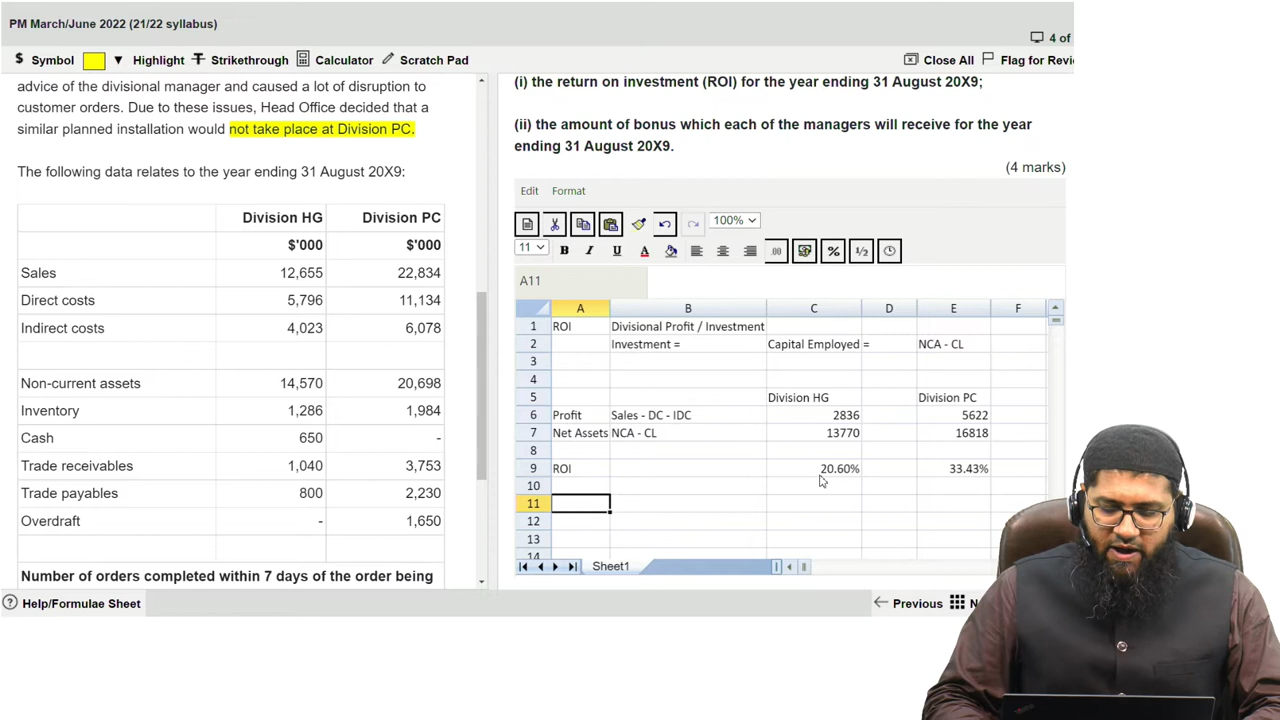 PM March/June 2022 (21/22 syllabus)
4 of
$ Symbol ▼ Highlight T Strikethrough Calculator Scratch Pad
Close All Flag for Revi
advice of the divisional manager and caused a lot of disruption to
customer orders. Due to these issues, Head Office decided that a
similar planned installation would not take place at Division PC.
The following data relates to the year ending 31 August 20X9:
Division HG Division PC
$'000 $'000
Sales 12,655 22,834
Direct costs 5,796 11,134
Indirect costs 4,023 6,073
Non-current assets 14,570 20,698
Inventory 1,286 1,984
Cash 650 -
Trade receivables 1,040 3,753
Trade payables 800 2,230
Overdraft - 1,650
Number of orders completed within 7 days of the order being
(i) the return on investment (ROI) for the year ending 31 August 20X9;
(ii) the amount of bonus which each of the managers will receive for the year
ending 31 August 20X9.
(4 marks)
Edit Format
100%
11 B I U A .00 % 1/2
A11
A B C D E F
1 ROI Divisional Profit / Investment
2 Investment = Capital Employed = NCA - CL
3
4
5 Division HG Division PC
6 Profit Sales - DC - IDC 2836 5622
7 Net Assets NCA - CL 13770 16818
8
9 ROI 20.60% 33.43%
10
11
12
13
14
Sheet1
? Help/Formulae Sheet
Previous N